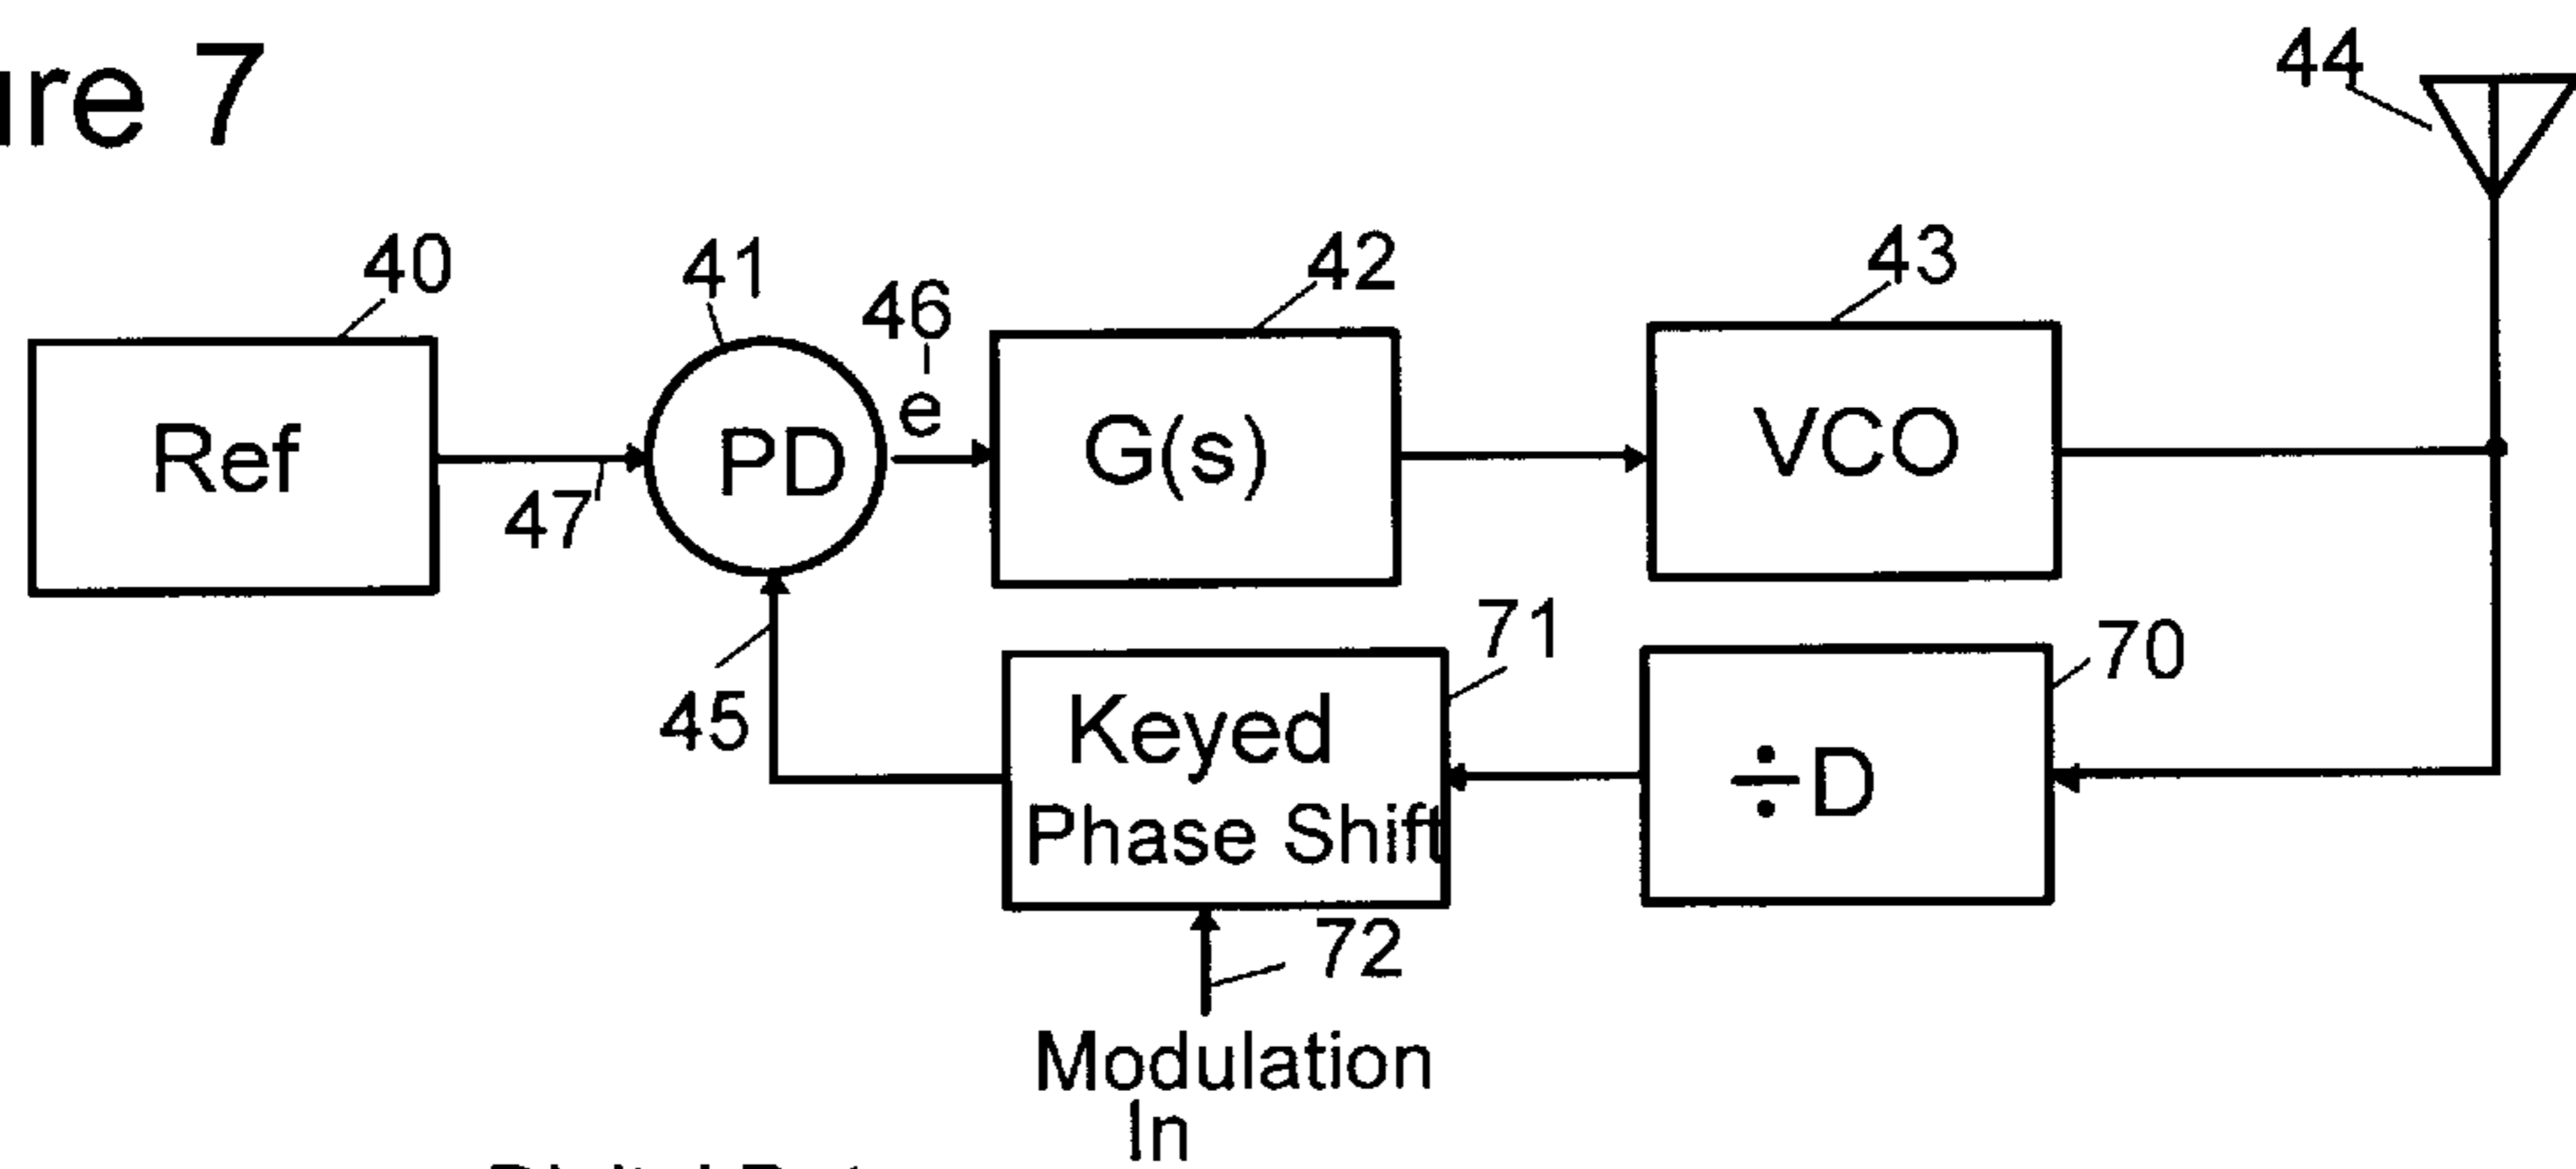 ure 7
44
40
41
46
42
43
Ref
47
PD
e
G(s)
VCO
45
71
70
Keyed
Phase Shift
÷D
72
Modulation
In